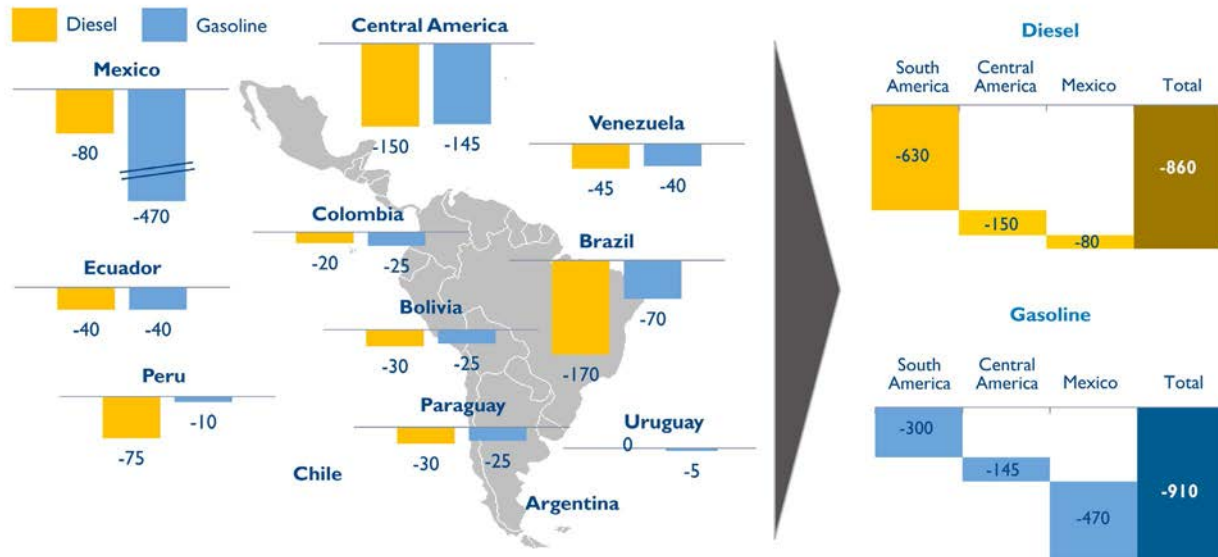 Diesel
Gasoline
Mexico
-80
-470
Central America
-150
-145
Venezuela
-45
-40
Colombia
-20
-25
Brazil
-170
-70
Ecuador
-40
-40
Bolivia
-30
-25
Peru
-75
-10
Paraguay
-30
-25
Uruguay
0
-5
Chile
Argentina
Diesel
South America
Central America
Mexico
Total
-630
-150
-80
-860
Gasoline
South America
Central America
Mexico
Total
-300
-145
-470
-910